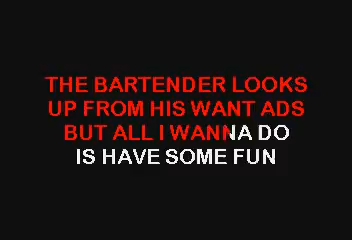 THE BARTENDER LOOKS
UP FROM HIS WANT ADS
BUT ALL I WANNA DO
IS HAVE SOME FUN